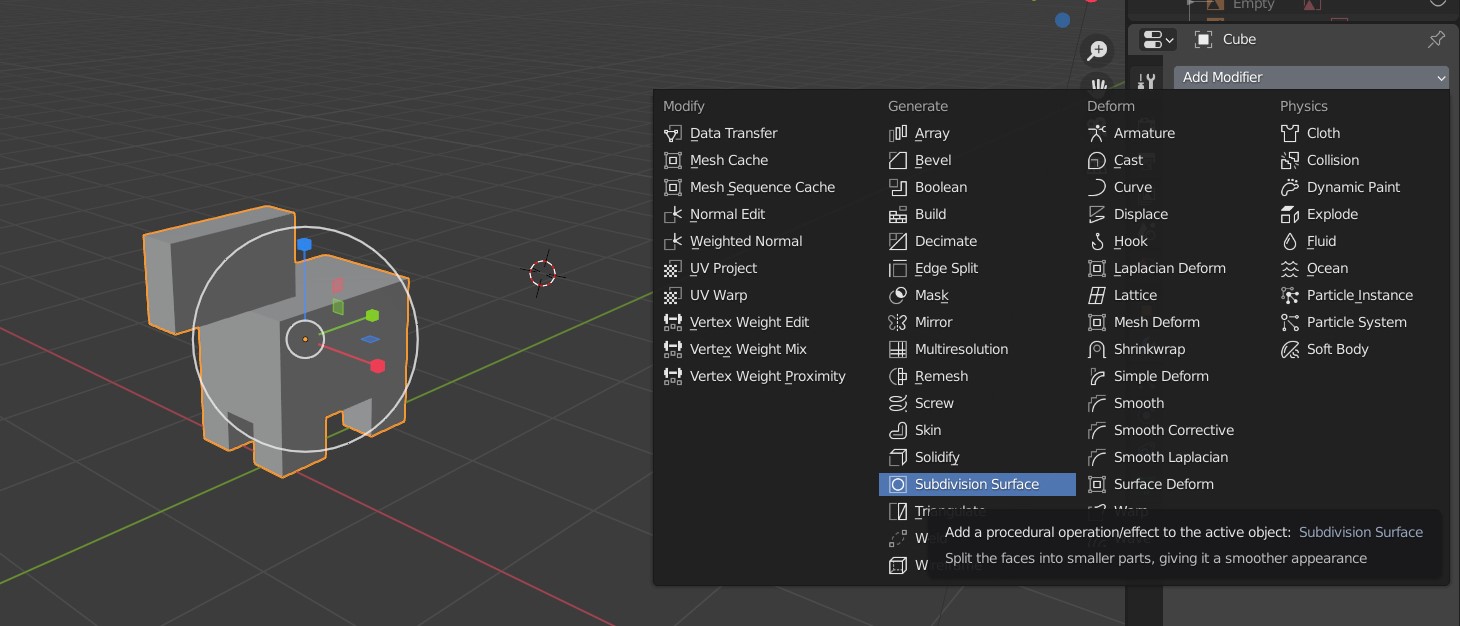 Empty
Cube
Add Modifier
Modify
Data Transfer
Mesh Cache
Mesh Sequence Cache
Normal Edit
Weighted Normal
UV Project
UV Warp
Vertex Weight Edit
Vertex Weight Mix
Vertex Weight Proximity
Generate
Array
Bevel
Boolean
Build
Decimate
Edge Split
Mask
Mirror
Multiresolution
Remesh
Screw
Skin
Solidify
Subdivision Surface
Triangulate
Deform
Armature
Cast
Curve
Displace
Hook
Laplacian Deform
Lattice
Mesh Deform
Shrinkwrap
Simple Deform
Smooth
Smooth Corrective
Smooth Laplacian
Surface Deform
Warp
Physics
Cloth
Collision
Dynamic Paint
Explode
Fluid
Ocean
Particle Instance
Particle System
Soft Body
Add a procedural operation/effect to the active object: Subdivision Surface
Split the faces into smaller parts, giving it a smoother appearance